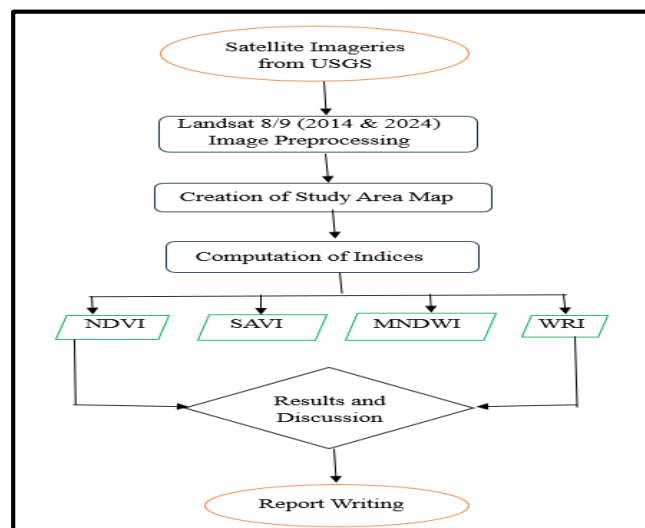 Satellite Imageries
from USGS
Landsat 8/9 (2014 & 2024)
Image Preprocessing
Creation of Study Area Map
Computation of Indices
NDVI
SAVI
MNDWI
WRI
Results and
Discussion
Report Writing